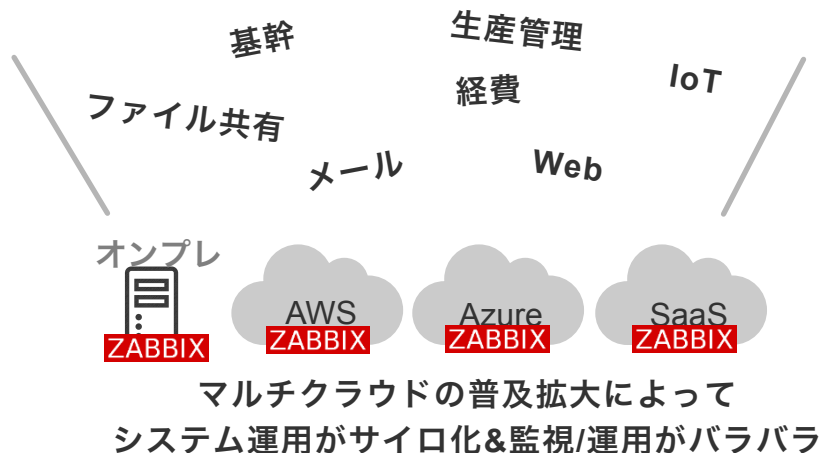 基幹
生産管理
経費
IoT
ファイル共有
メール
Web
オンプレ
AWS
Azure
SaaS
ZABBIX
ZABBIX
ZABBIX
ZABBIX
マルチクラウドの普及拡大によって
システム運用がサイロ化&監視/運用がバラバラ